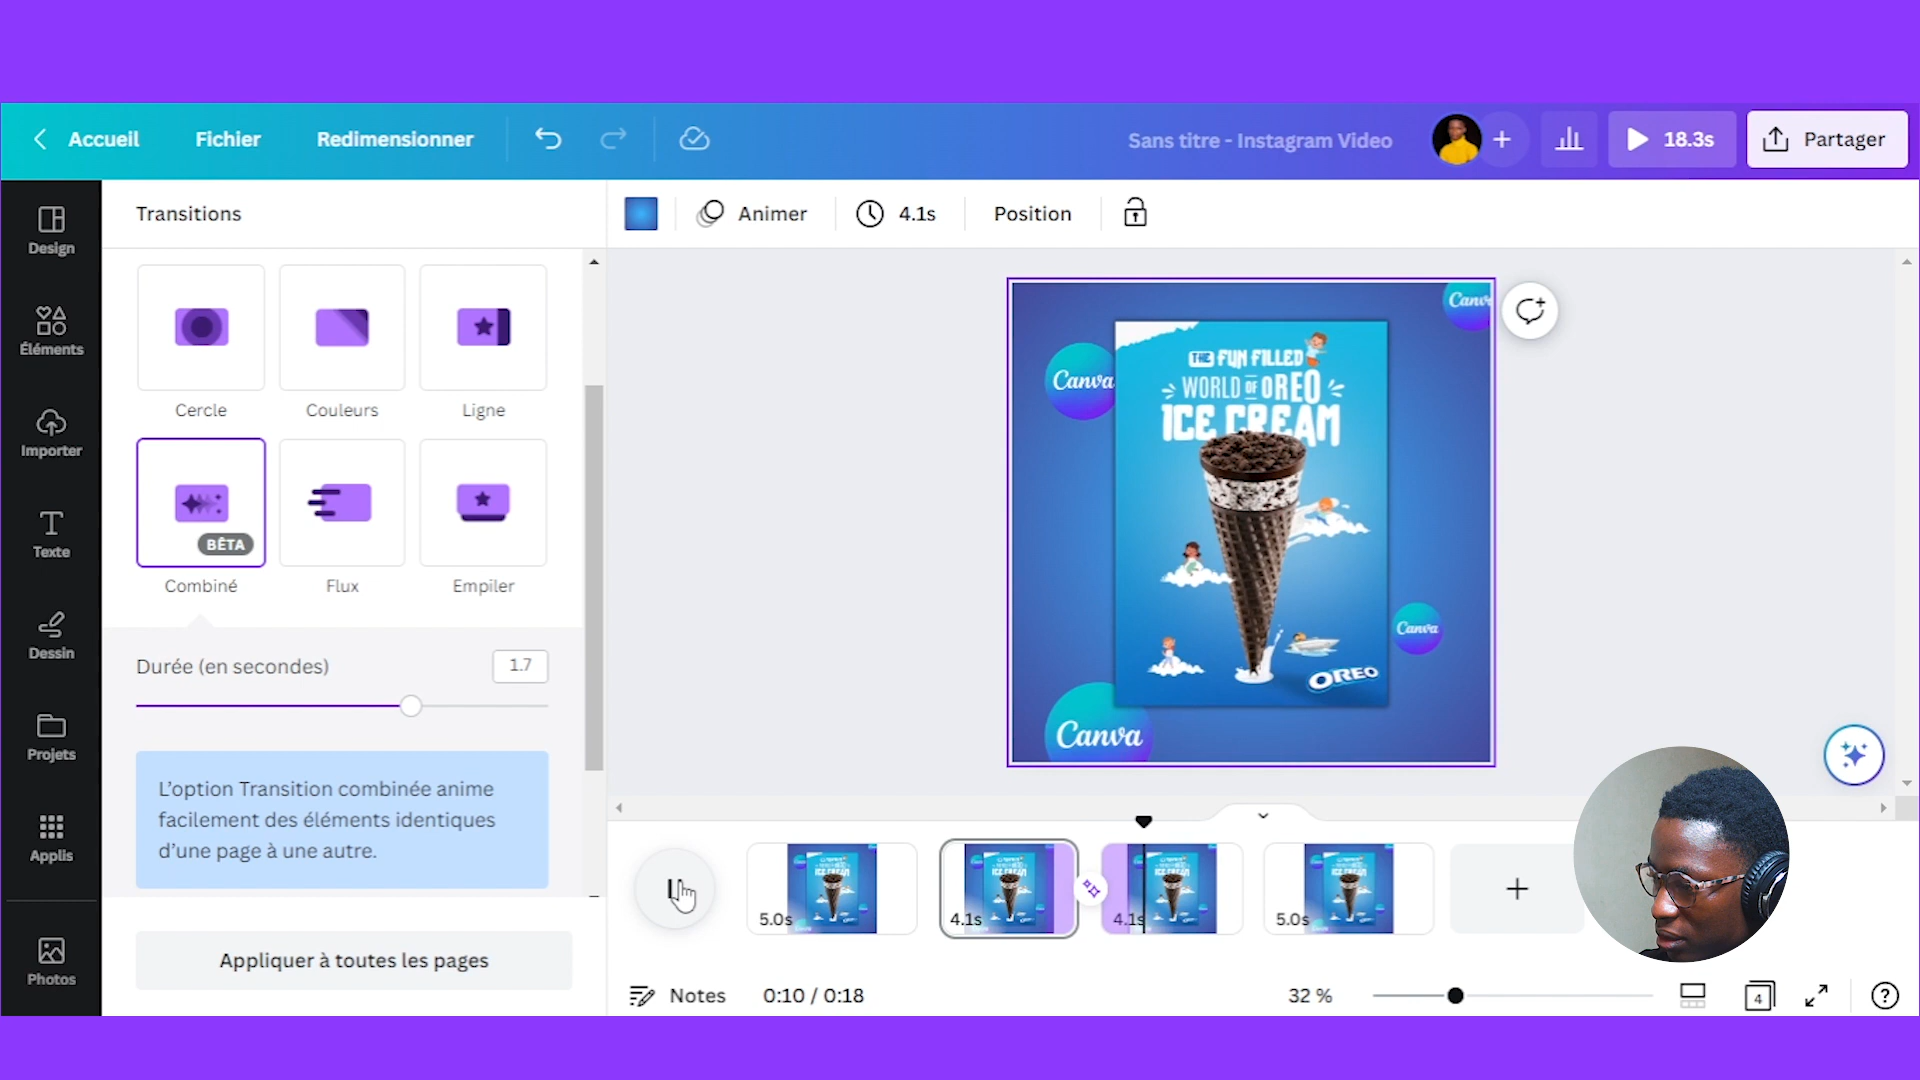 Accueil
Fichier
Redimensionner
Sans titre - Instagram Video
18.3s
Partager
Design
Éléments
Importer
Texte
Dessin
Projets
Applis
Photos
Transitions
Cercle
Couleurs
Ligne
BÊTA
Combiné
Flux
Empiler
Durée (en secondes)
1.7
L'option Transition combinée anime
facilement des éléments identiques
d'une page à une autre.
Appliquer à toutes les pages
Animer
4.1s
Position
Canva
Canva
THE FUN FILLED
WORLD OF OREO
ICE CREAM
Canva
OREO
Canva
5.0s
4.1s
4.1s
5.0s
Notes
0:10 / 0:18
32 %
4